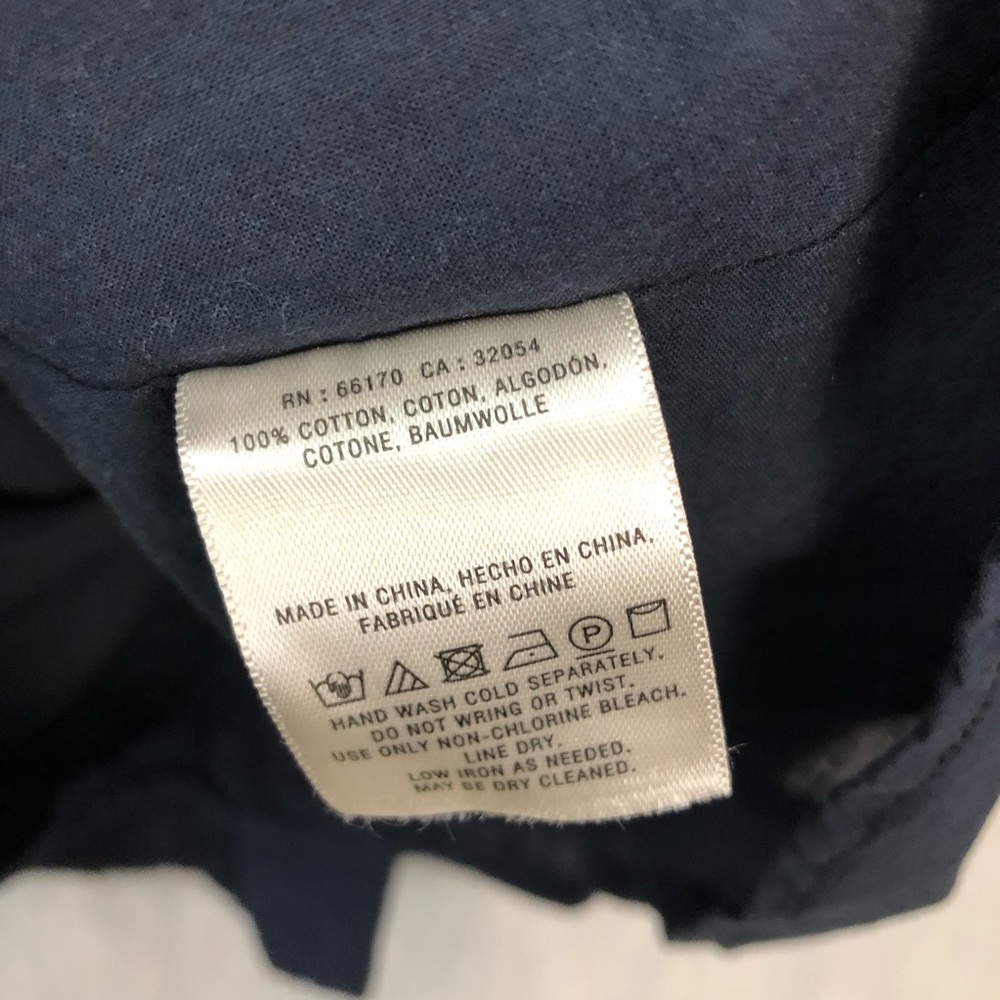 RN : 66170 CA : 32054
100% COTTON, COTON, ALGODÓN,
COTONE, BAUMWOLLE
MADE IN CHINA, HECHO EN CHINA,
FABRIQUÉ EN CHINE
P
HAND WASH COLD SEPARATELY.
DO NOT WRING OR TWIST.
USE ONLY NON-CHLORINE BLEACH.
LINE DRY.
LOW IRON AS NEEDED.
MAY BE DRY CLEANED.